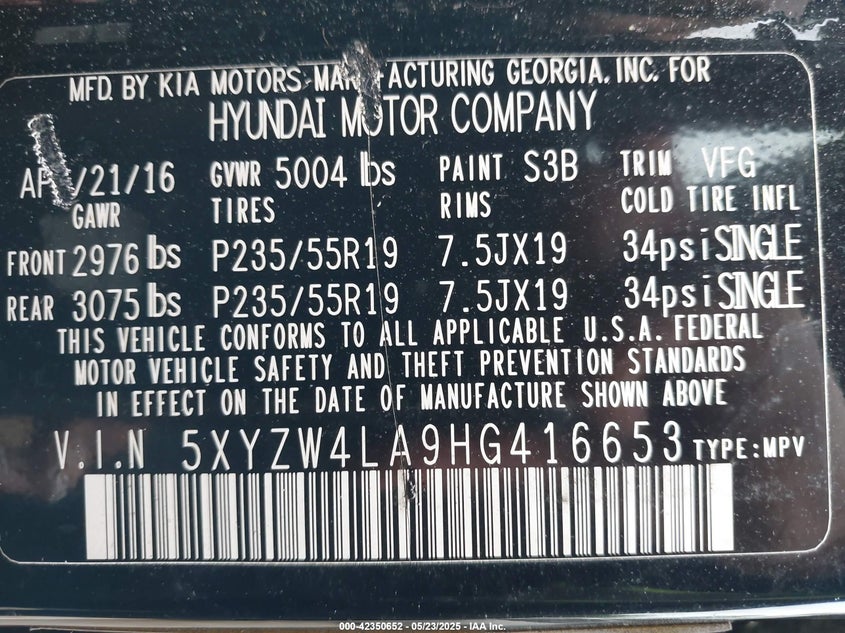 MFD. BY KIA MOTORS MANUFACTURING GEORGIA, INC. FOR
HYUNDAI MOTOR COMPANY
/21/16 GVWR 5004 lbs PAINT S3B TRIM VFG
GAWR TIRES RIMS COLD TIRE INFL
FRONT 2976 lbs P235/55R19 7.5JX19 34psi SINGLE
REAR 3075 lbs P235/55R19 7.5JX19 34psi SINGLE
THIS VEHICLE CONFORMS TO ALL APPLICABLE U.S.A. FEDERAL
MOTOR VEHICLE SAFETY AND THEFT PREVENTION STANDARDS
IN EFFECT ON THE DATE OF MANUFACTURE SHOWN ABOVE
V.I.N 5XYZW4LA9HG416653 TYPE:MPV
000-42350652 - 05/23/2025 - IAA Inc.